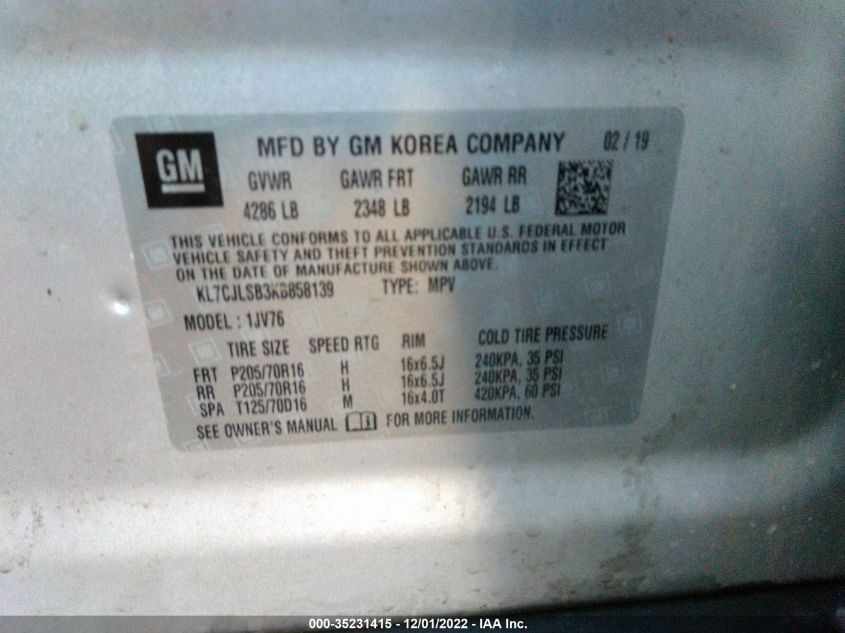 GM
MFD BY GM KOREA COMPANY 02 / 19
GVWR GAWR FRT GAWR RR
4286 LB 2348 LB 2194 LB
THIS VEHICLE CONFORMS TO ALL APPLICABLE U.S. FEDERAL MOTOR
VEHICLE SAFETY AND THEFT PREVENTION STANDARDS IN EFFECT
ON THE DATE OF MANUFACTURE SHOWN ABOVE.
KL7CJLSB3KB858139 TYPE: MPV
MODEL : 1JV76
TIRE SIZE SPEED RTG RIM COLD TIRE PRESSURE
FRT P205/70R16 H 16x6.5J 240KPA, 35 PSI
RR P205/70R16 H 16x6.5J 240KPA, 35 PSI
SPA T125/70D16 M 16x4.0T 420KPA, 60 PSI
SEE OWNER'S MANUAL FOR MORE INFORMATION.
000-35231415 - 12/01/2022 - IAA Inc.